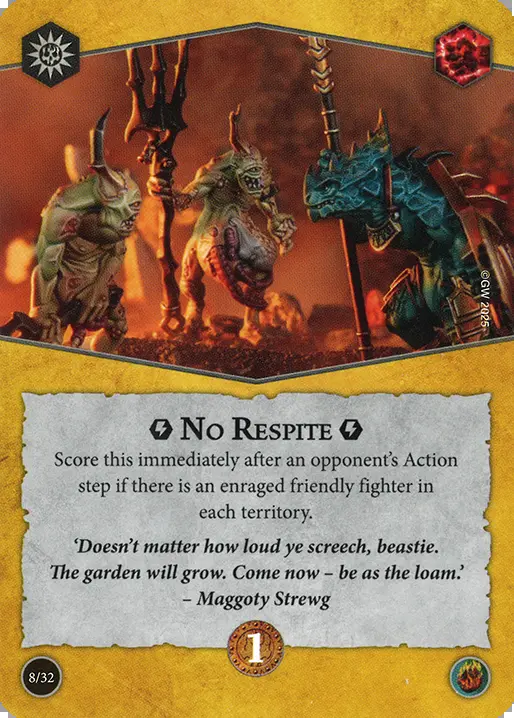 ©GW 2025
No Respite
Score this immediately after an opponent's Action
step if there is an enraged friendly fighter in
each territory.
'Doesn't matter how loud ye screech, beastie.
The garden will grow. Come now – be as the loam.'
– Maggoty Strewg
1
8/32